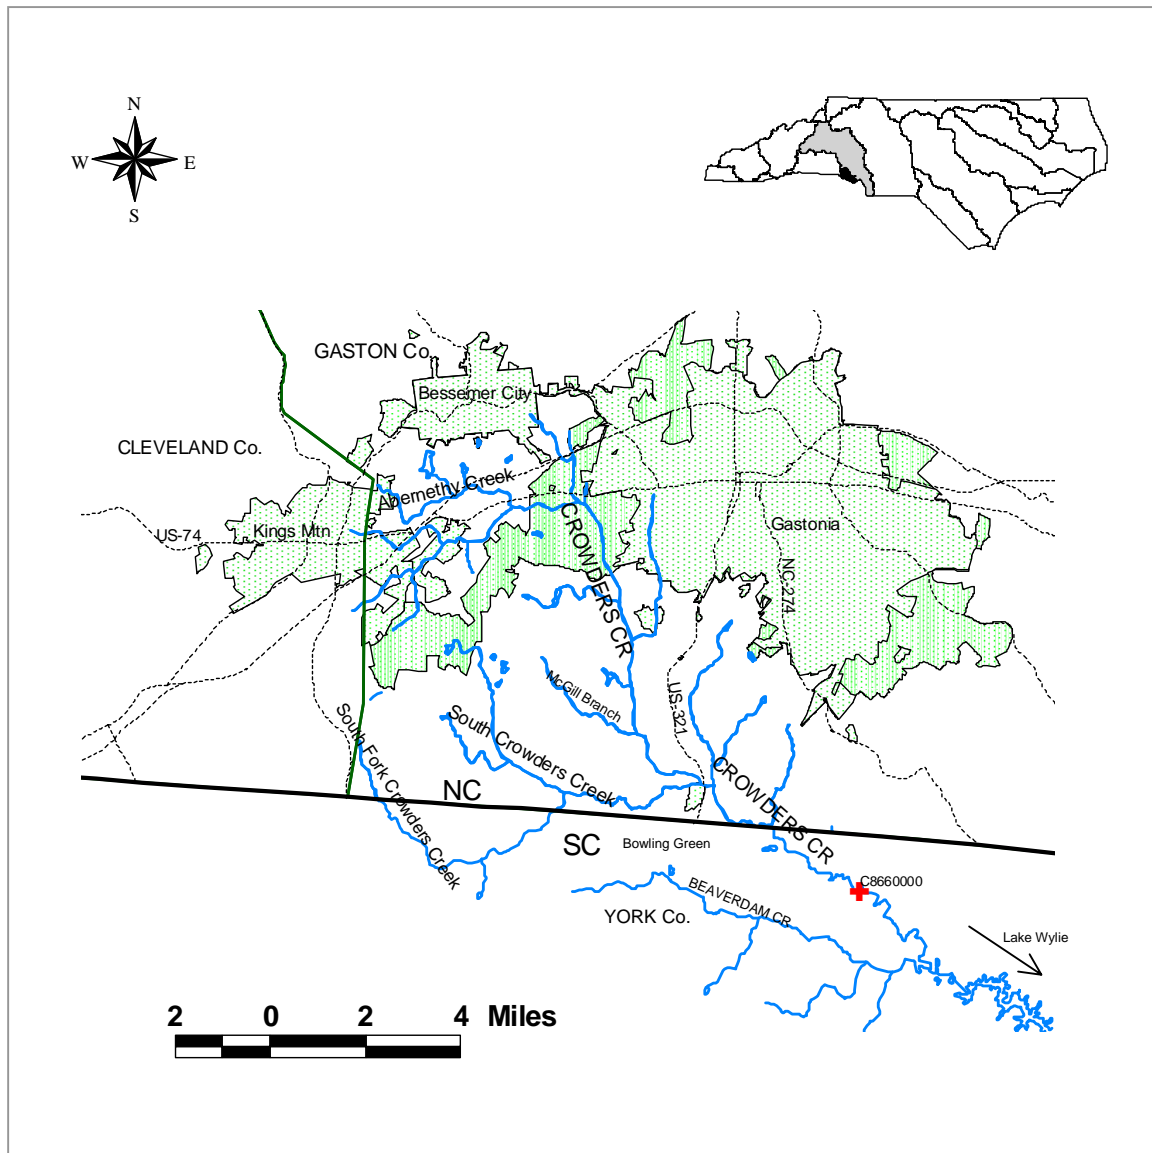 N
W
E
S
GASTON Co.
Bessemer City
CLEVELAND Co.
Abernethy Creek
US-74
Kings Mtn
CROWDERS CR
Gastonia
NC-274
McGill Branch
US-321
South Fork Crowders Creek
South Crowders Creek
CROWDERS CR
NC
SC
Bowling Green
C8660000
BEAVERDAM CR
YORK Co.
Lake Wylie
2 0 2 4 Miles